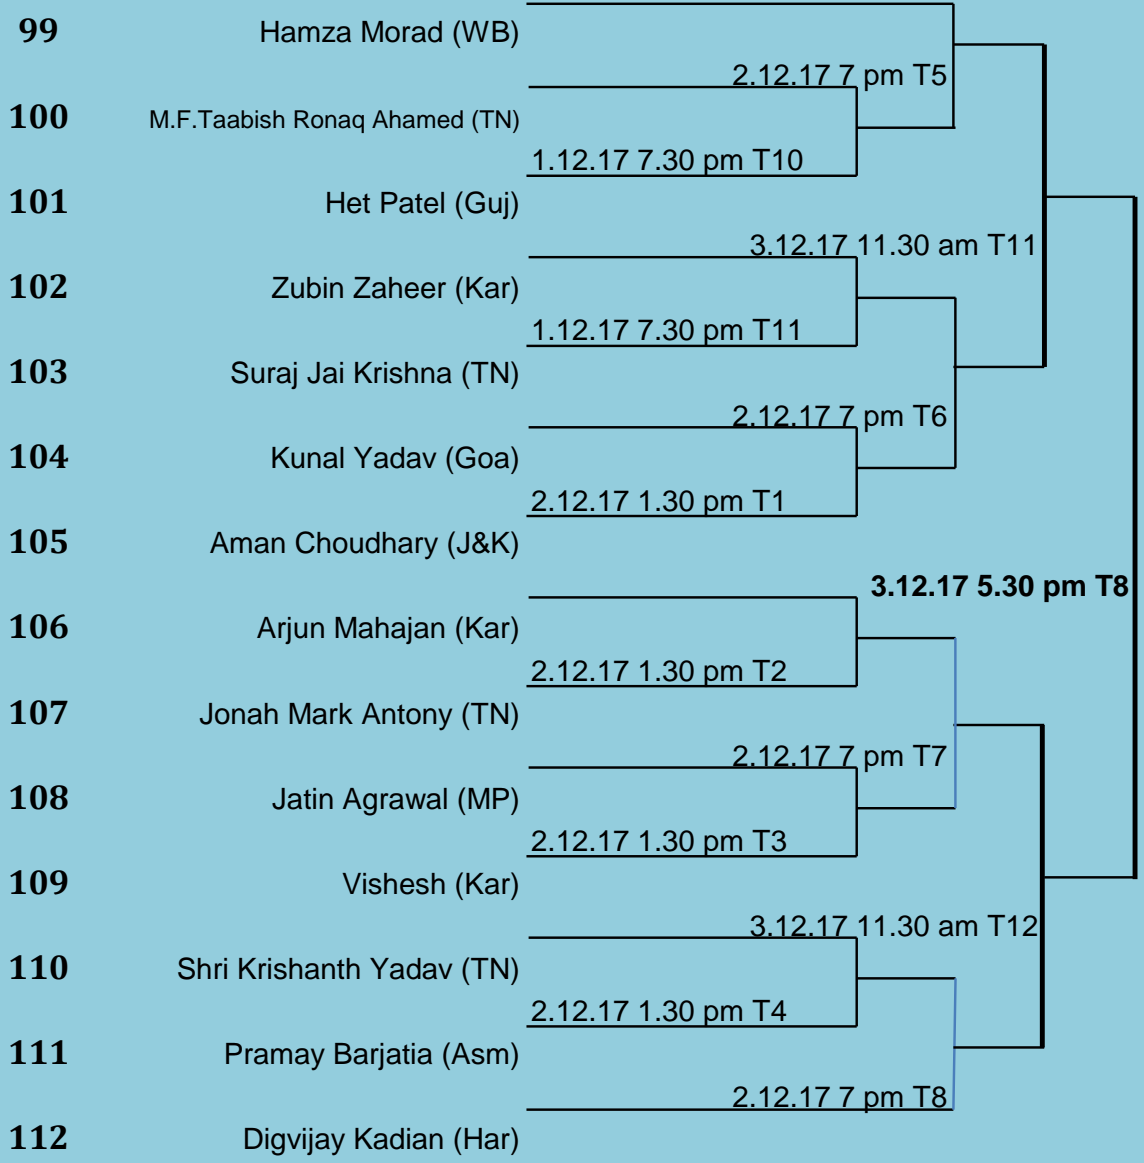 99 Hamza Morad (WB)
2.12.17 7 pm T5
100 M.F.Taabish Ronaq Ahamed (TN)
1.12.17 7.30 pm T10
101 Het Patel (Guj)
3.12.17 11.30 am T11
102 Zubin Zaheer (Kar)
1.12.17 7.30 pm T11
103 Suraj Jai Krishna (TN)
2.12.17 7 pm T6
104 Kunal Yadav (Goa)
2.12.17 1.30 pm T1
105 Aman Choudhary (J&K)
3.12.17 5.30 pm T8
106 Arjun Mahajan (Kar)
2.12.17 1.30 pm T2
107 Jonah Mark Antony (TN)
2.12.17 7 pm T7
108 Jatin Agrawal (MP)
2.12.17 1.30 pm T3
109 Vishesh (Kar)
3.12.17 11.30 am T12
110 Shri Krishanth Yadav (TN)
2.12.17 1.30 pm T4
111 Pramay Barjatia (Asm)
2.12.17 7 pm T8
112 Digvijay Kadian (Har)